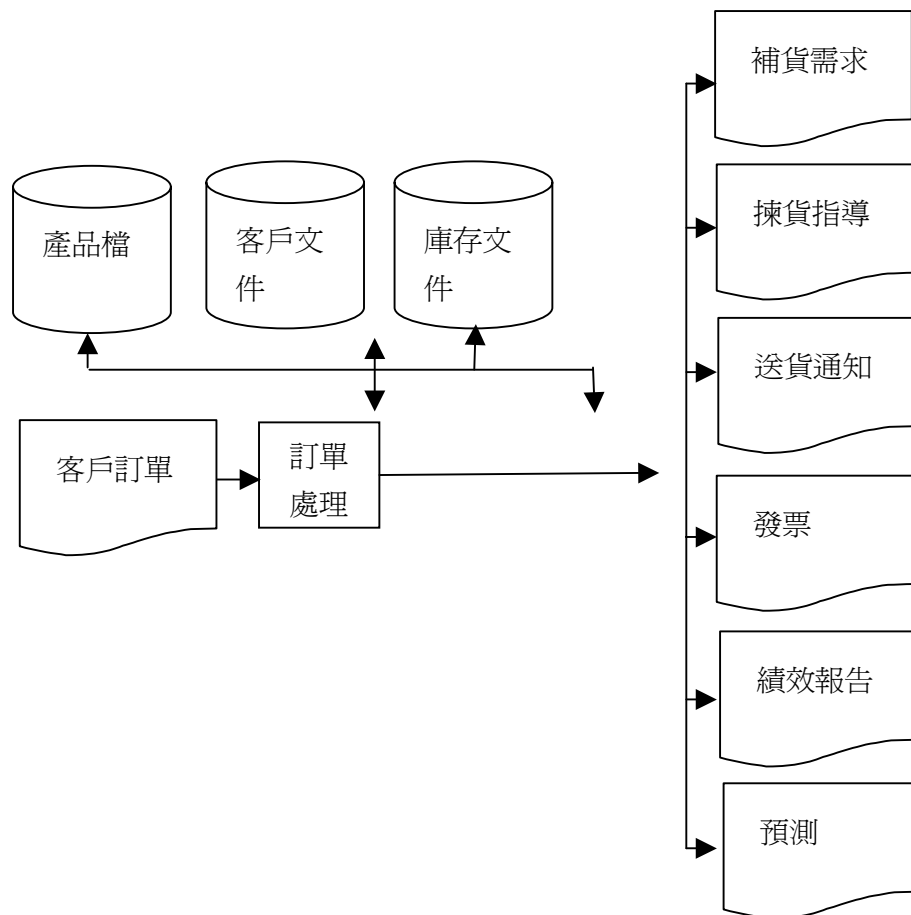 補貨需求
揀貨指導
產品檔
客戶文
件
庫存文
件
送貨通知
客戶訂單
訂單
處理
發票
績效報告
預測